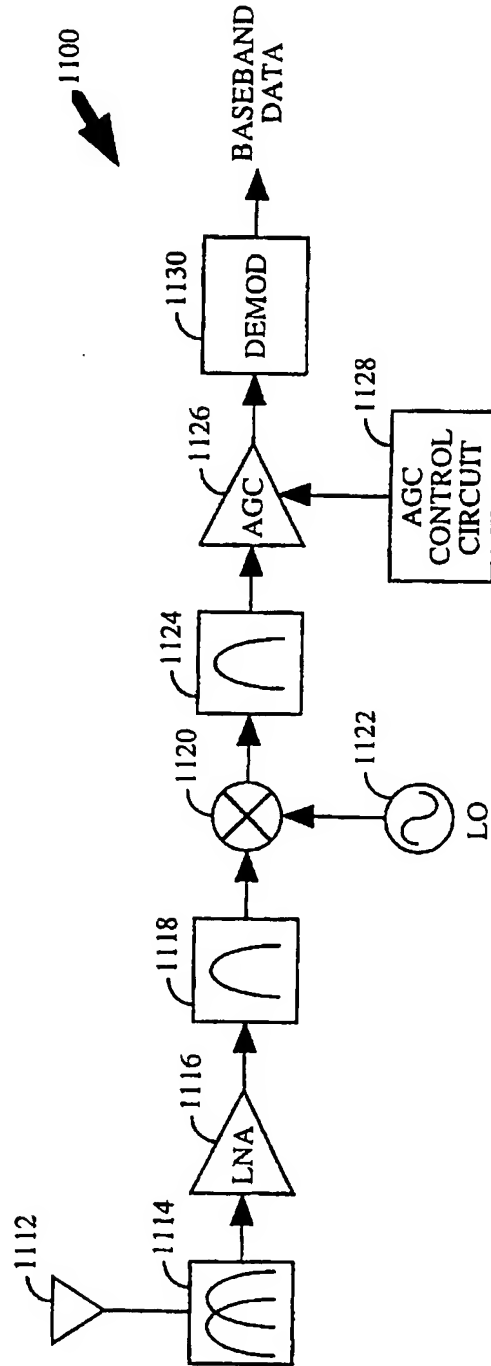 1100
1112
1114
1116
LNA
1118
1120
1122
LO
1124
1126
AGC
1128
AGC
CONTROL
CIRCUIT
1130
DEMOD
BASEBAND
DATA